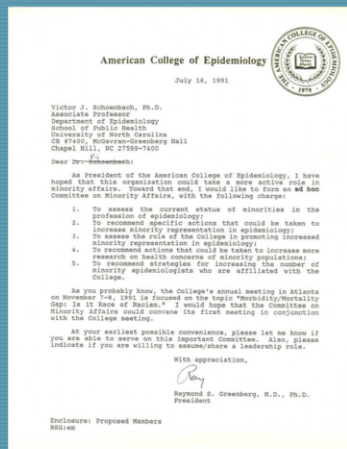 American College of Epidemiology
THE AMERICAN COLLEGE OF EPIDEMIOLOGY
1979
July 16, 1991
Victor J. Schoenbach, Ph.D.
Associate Professor
Department of Epidemiology
School of Public Health
University of North Carolina
CB #7400, McGavran-Greenberg Hall
Chapel Hill, NC 27599-7400
Dear Dr. Schoenbach:
As President of the American College of Epidemiology, I have
hoped that this organization could take a more active role in
minority affairs. Toward that end, I would like to form an ad hoc
Committee on Minority Affairs, with the following charge:
1. To assess the current status of minorities in the
profession of epidemiology;
2. To recommend specific actions that could be taken to
increase minority representation in epidemiology;
3. To assess the role of the College in promoting increased
minority representation in epidemiology;
4. To recommend actions that could be taken to increase more
research on health concerns of minority populations;
5. To recommend strategies for increasing the number of
minority epidemiologists who are affiliated with the
College.
As you probably know, the College's annual meeting in Atlanta
on November 7-8, 1991 is focused on the topic "Morbidity/Mortality
Gap: Is it Race or Racism." I would hope that the Committee on
Minority Affairs could convene its first meeting in conjunction
with the College meeting.
At your earliest possible convenience, please let me know if
you are able to serve on this important Committee. Also, please
indicate if you are willing to assume/share a leadership role.
With appreciation,
Ray
Raymond S. Greenberg, M.D., Ph.D.
President
Enclosure: Proposed Members
RSG:em